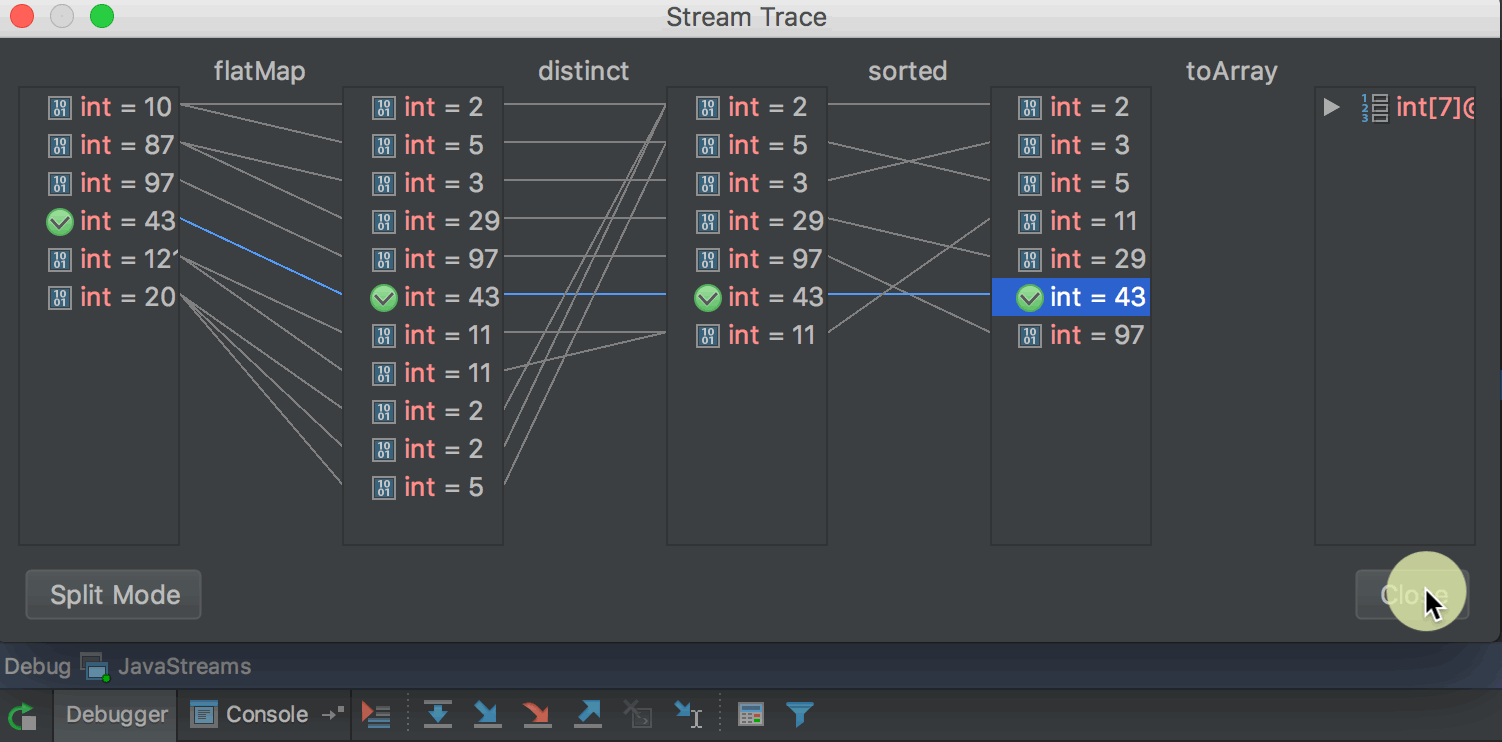 Stream Trace
flatMap distinct sorted toArray
int = 10
int = 87
int = 97
int = 43
int = 12
int = 20
int = 2
int = 5
int = 3
int = 29
int = 97
int = 43
int = 11
int = 11
int = 2
int = 2
int = 5
int = 2
int = 5
int = 3
int = 29
int = 97
int = 43
int = 11
int = 2
int = 3
int = 5
int = 11
int = 29
int = 43
int = 97
int[7]@
Split Mode
Close
Debug JavaStreams
Debugger Console